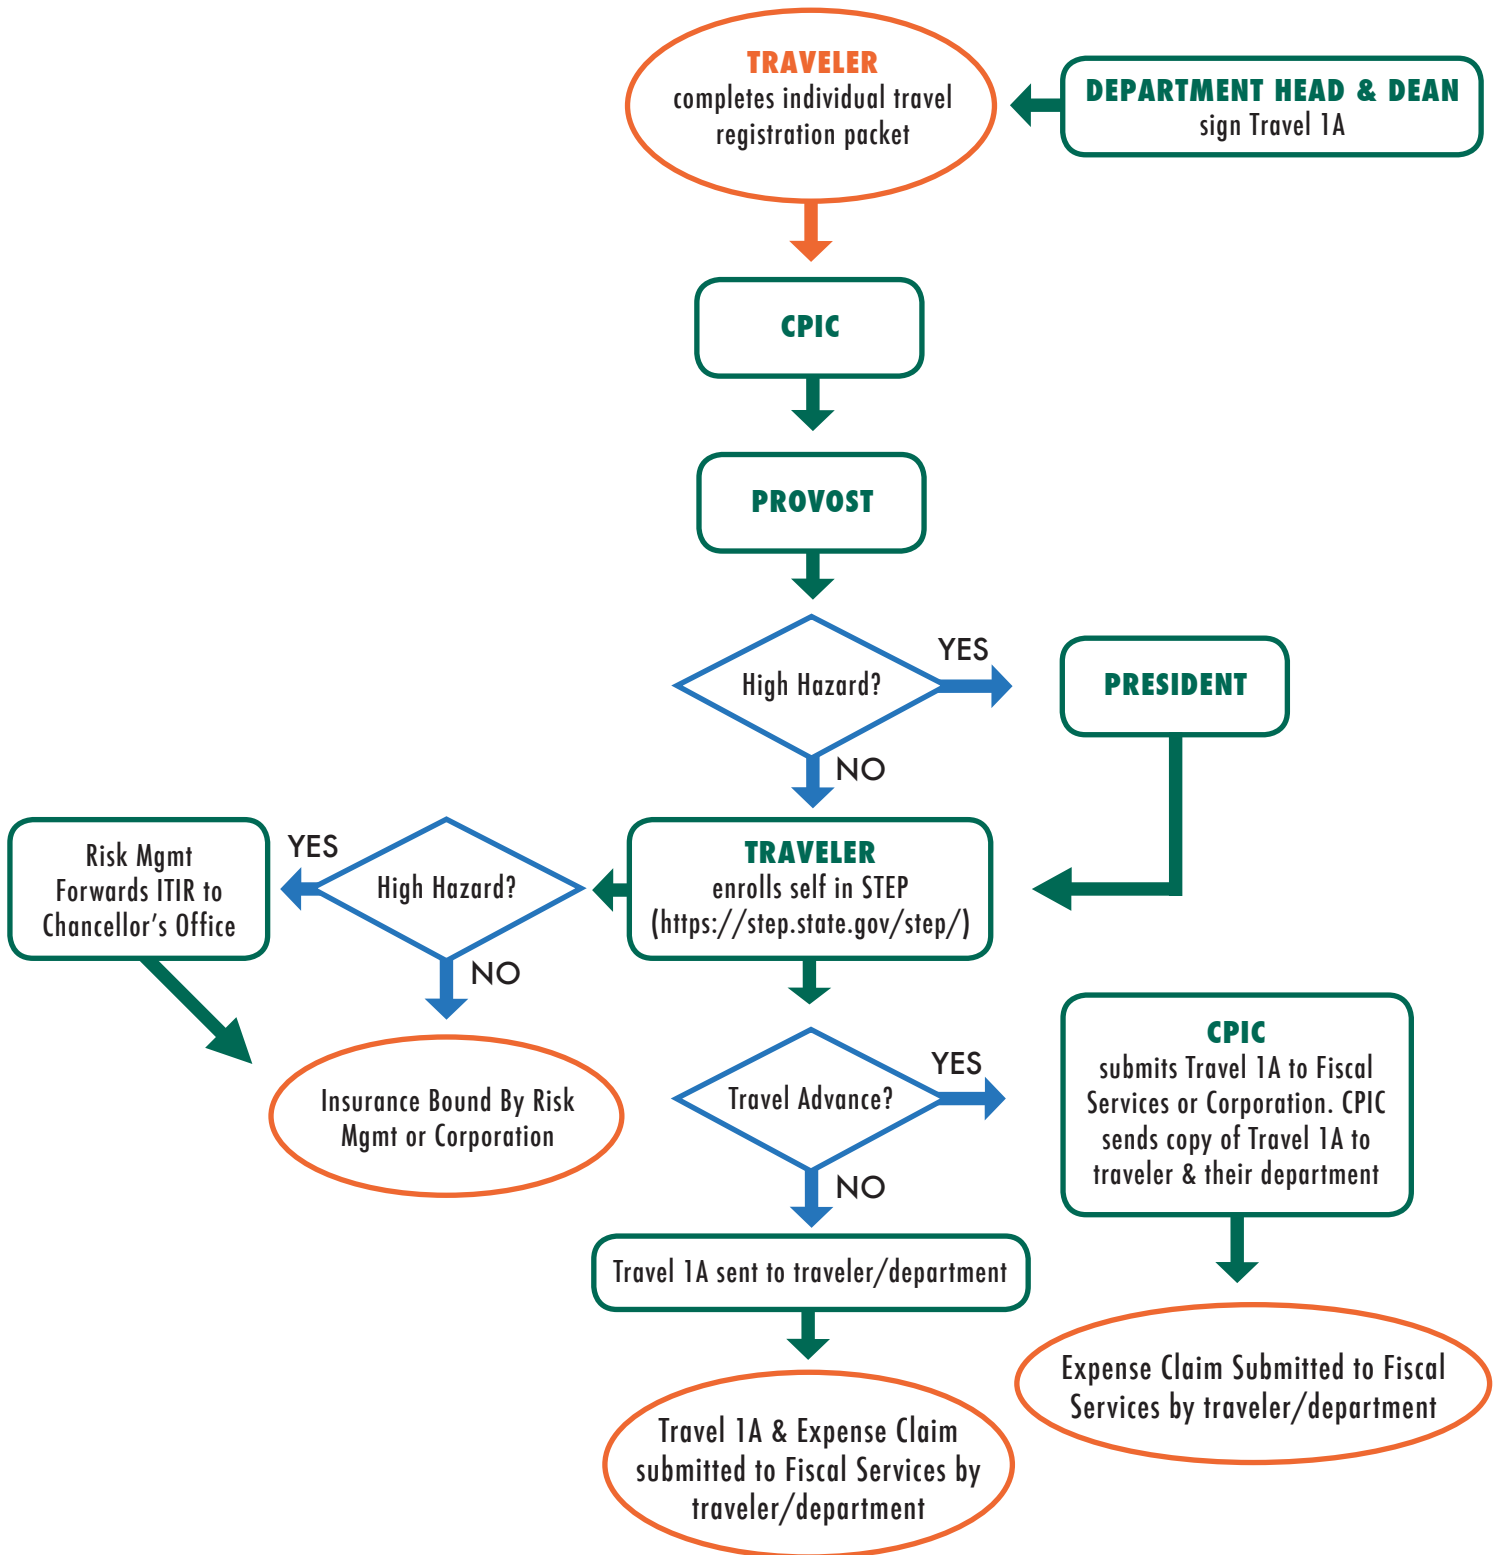 TRAVELER
completes individual travel
registration packet
DEPARTMENT HEAD & DEAN
sign Travel 1A
CPIC
PROVOST
High Hazard?
YES
PRESIDENT
NO
TRAVELER
enrolls self in STEP
(https://step.state.gov/step/)
High Hazard?
YES
Risk Mgmt
Forwards ITIR to
Chancellor's Office
NO
Insurance Bound By Risk
Mgmt or Corporation
Travel Advance?
YES
CPIC
submits Travel 1A to Fiscal
Services or Corporation. CPIC
sends copy of Travel 1A to
traveler & their department
NO
Travel 1A sent to traveler/department
Expense Claim Submitted to Fiscal
Services by traveler/department
Travel 1A & Expense Claim
submitted to Fiscal Services by
traveler/department